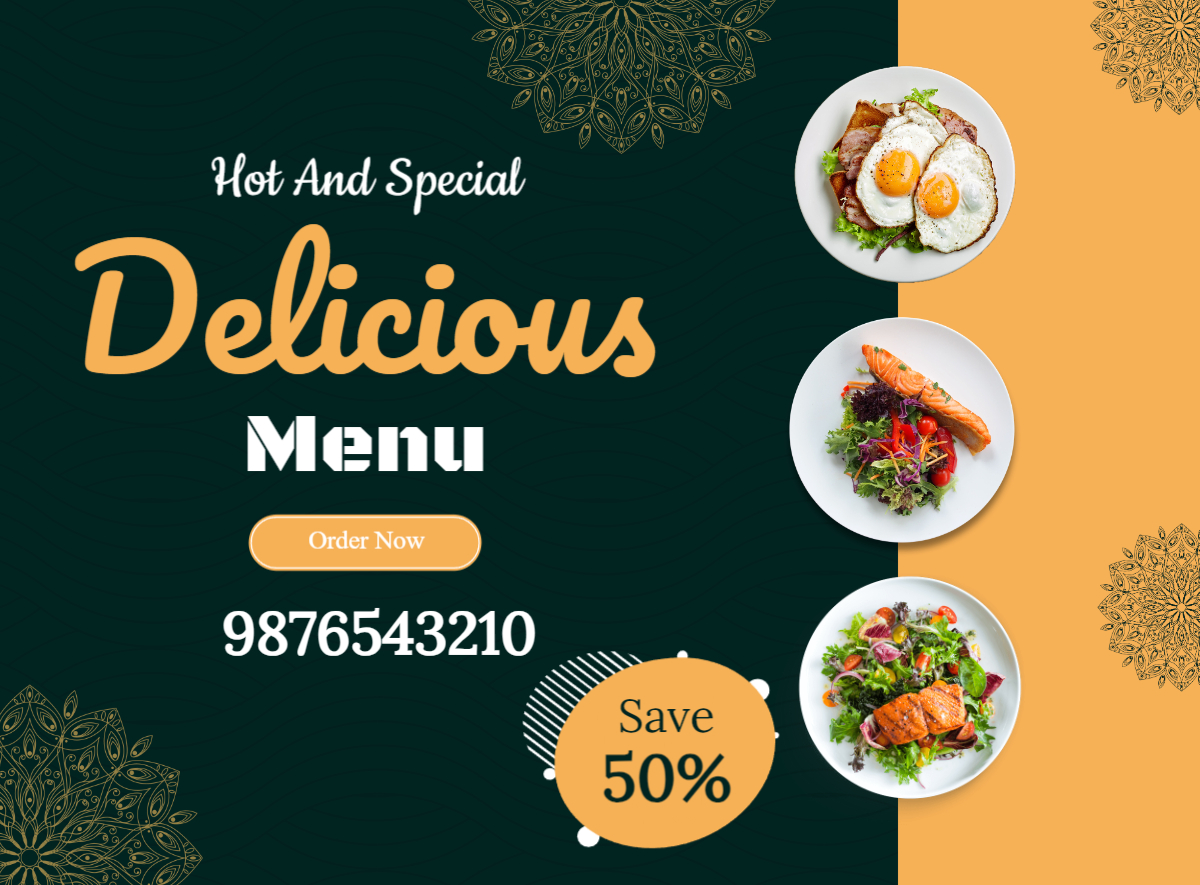 Hot And Special
Delicious
Menu
Order Now
9876543210
Save
50%